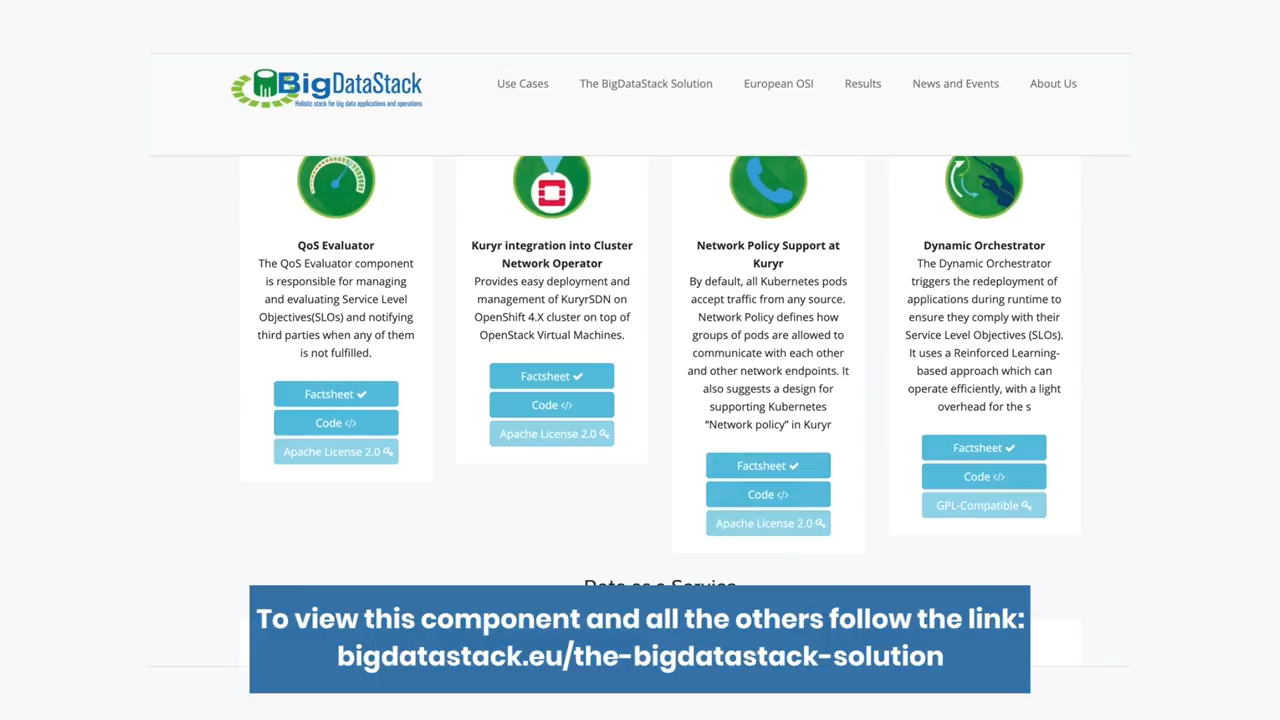 BigDataStack
Holistic stack for big data applications and operations
Use Cases
The BigDataStack Solution
European OSI
Results
News and Events
About Us
QoS Evaluator
The QoS Evaluator component
is responsible for managing
and evaluating Service Level
Objectives(SLOs) and notifying
third parties when any of them
is not fulfilled.
Factsheet
Code </>
Apache License 2.0
Kuryr integration into Cluster
Network Operator
Provides easy deployment and
management of KuryrSDN on
OpenShift 4.X cluster on top of
OpenStack Virtual Machines.
Factsheet
Code </>
Apache License 2.0
Network Policy Support at
Kuryr
By default, all Kubernetes pods
accept traffic from any source.
Network Policy defines how
groups of pods are allowed to
communicate with each other
and other network endpoints. It
also suggests a design for
supporting Kubernetes
“Network policy” in Kuryr
Factsheet
Code </>
Apache License 2.0
Dynamic Orchestrator
The Dynamic Orchestrator
triggers the redeployment of
applications during runtime to
ensure they comply with their
Service Level Objectives (SLOs).
It uses a Reinforced Learning-
based approach which can
operate efficiently, with a light
overhead for the s
Factsheet
Code </>
GPL-Compatible
Data as a Service
To view this component and all the others follow the link:
bigdatastack.eu/the-bigdatastack-solution